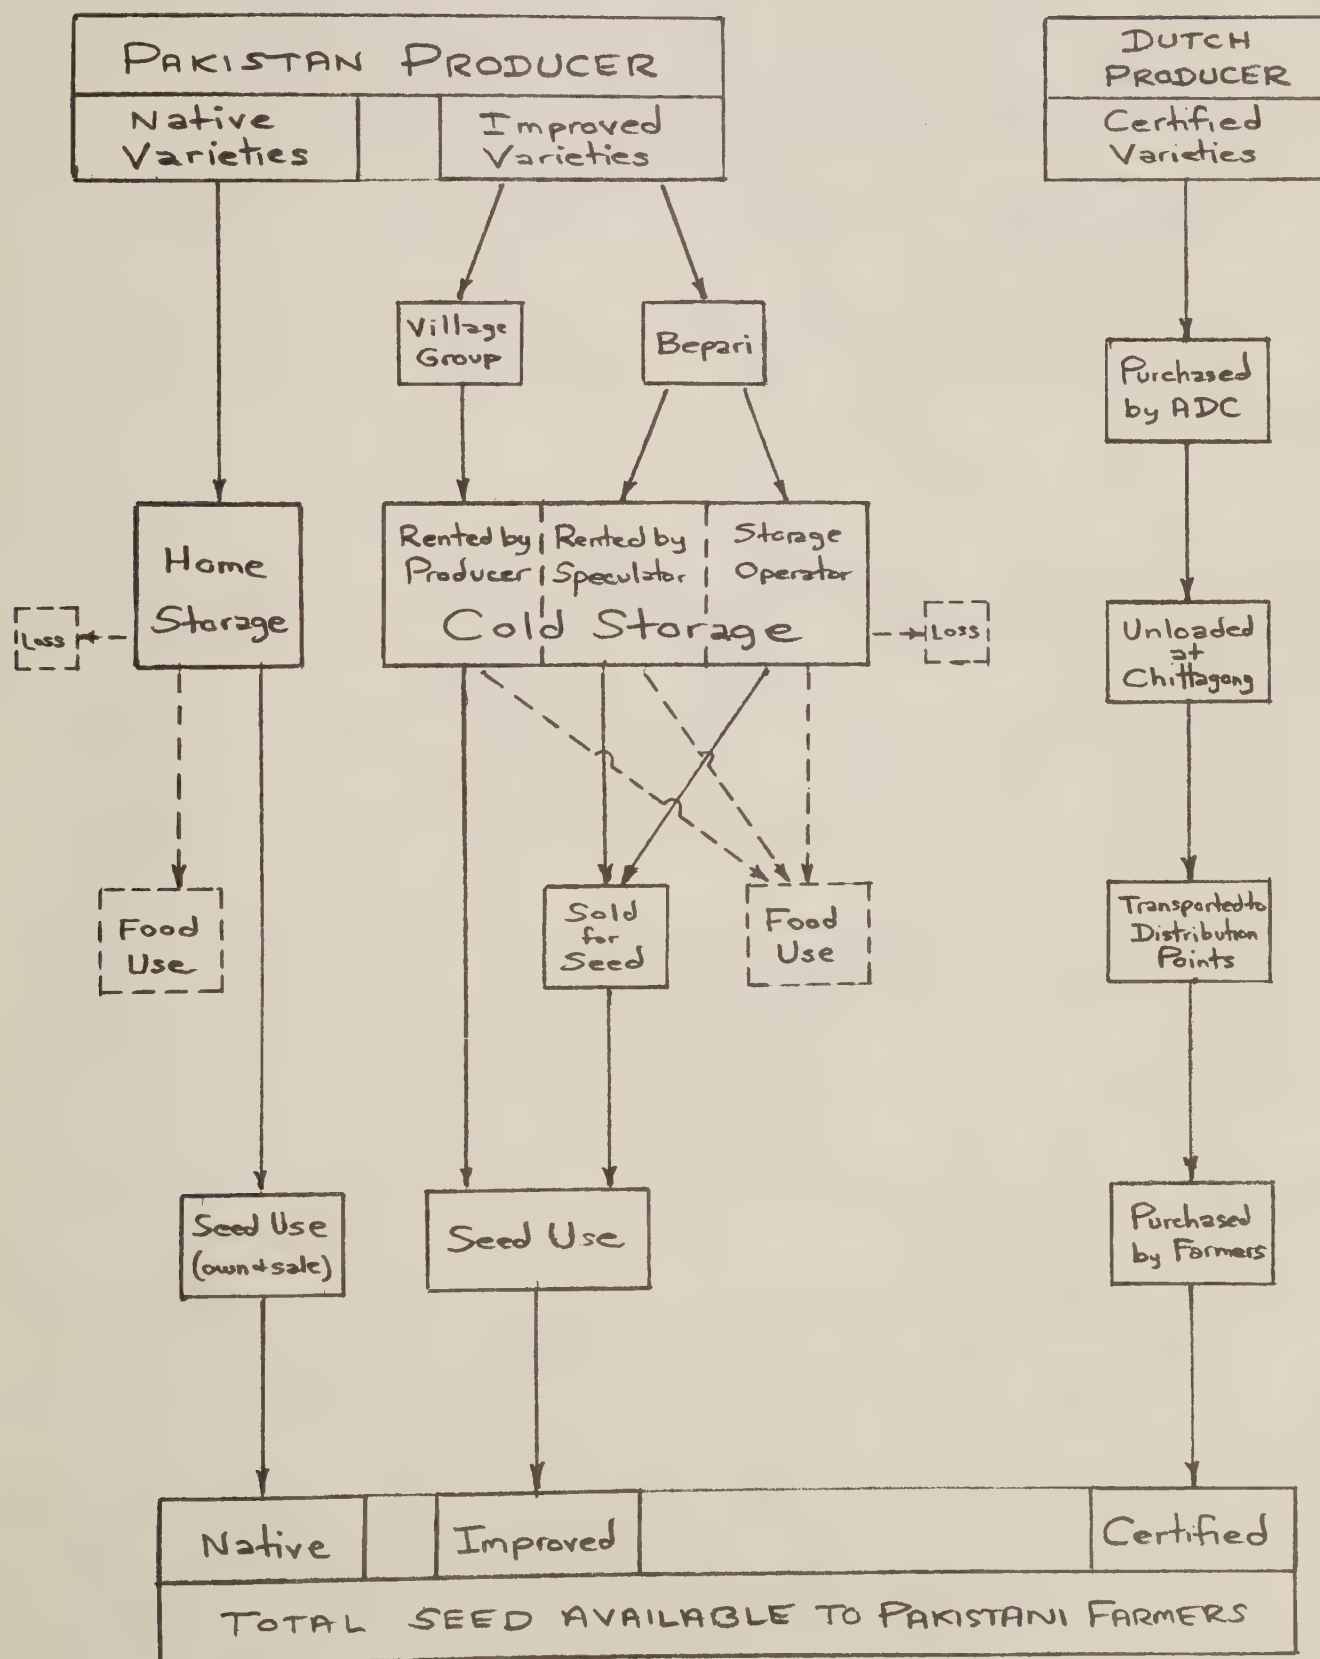 PAKISTAN PRODUCER
Native
Varieties
Improved
Varieties
DUTCH
PRODUCER
Certified
Varieties
Village
Group
Bepari
Purchased
by ADC
Home
Storage
Loss
Rented by
Producer
Rented by
Speculator
Storage
Operator
Cold Storage
Loss
Unloaded
at
Chittagong
Food
Use
Sold
for
Seed
Food
Use
Transported to
Distribution
Points
Seed Use
(own + sale)
Seed Use
Purchased
by Farmers
Native
Improved
Certified
TOTAL SEED AVAILABLE TO PAKISTANI FARMERS